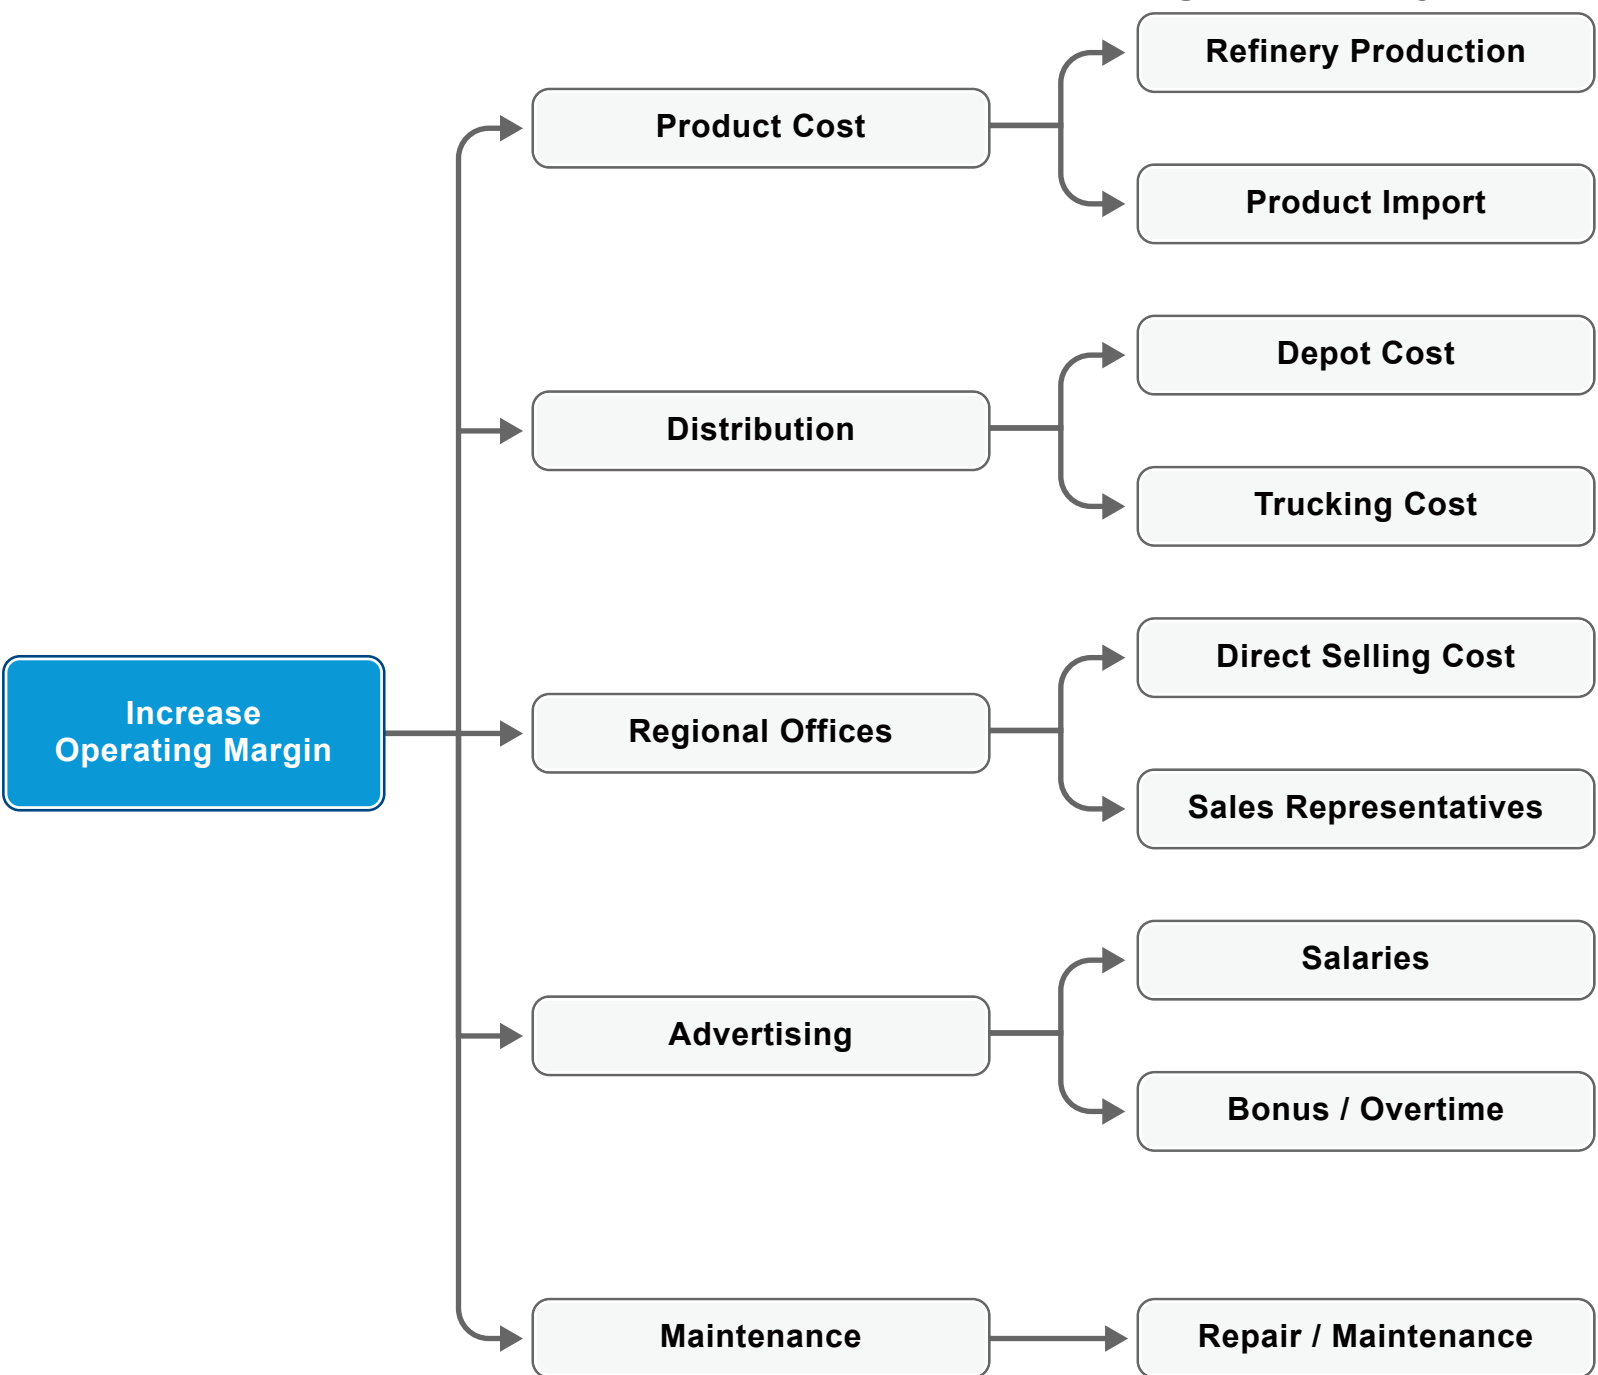 Refinery Production
Product Cost
Product Import
Depot Cost
Distribution
Trucking Cost
Direct Selling Cost
Increase
Operating Margin
Regional Offices
Sales Representatives
Salaries
Advertising
Bonus / Overtime
Maintenance
Repair / Maintenance